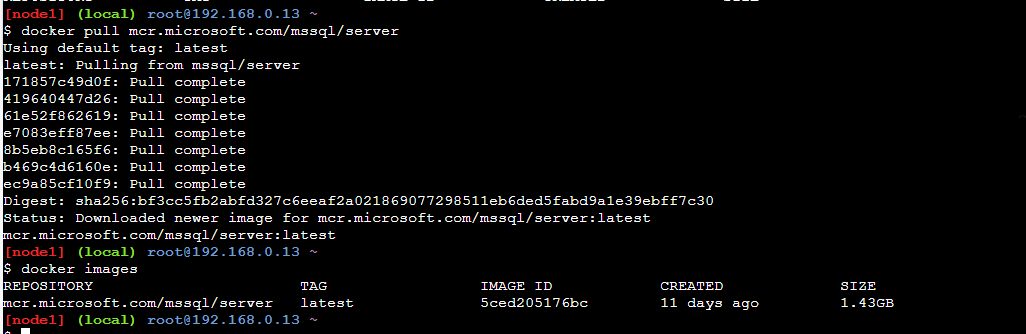 [node1] (local) root@192.168.0.13 ~
$ docker pull mcr.microsoft.com/mssql/server
Using default tag: latest
latest: Pulling from mssql/server
171857c49d0f: Pull complete
419640447d26: Pull complete
61e52f862619: Pull complete
e7083eff87ee: Pull complete
8b5eb8c165f6: Pull complete
b469c4d6160e: Pull complete
ec9a85cf10f9: Pull complete
Digest: sha256:bf3cc5fb2abfd327c6eeaf2a021869077298511eb6ded5fabd9a1e39ebff7c30
Status: Downloaded newer image for mcr.microsoft.com/mssql/server:latest
mcr.microsoft.com/mssql/server:latest
[node1] (local) root@192.168.0.13 ~
$ docker images
REPOSITORY TAG IMAGE ID CREATED SIZE
mcr.microsoft.com/mssql/server latest 5ced205176bc 11 days ago 1.43GB
[node1] (local) root@192.168.0.13 ~
$